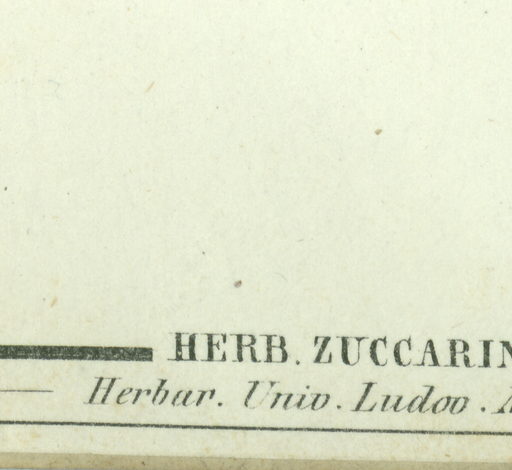 HERB. ZUCCARIN
Herbar. Univ. Ludov.